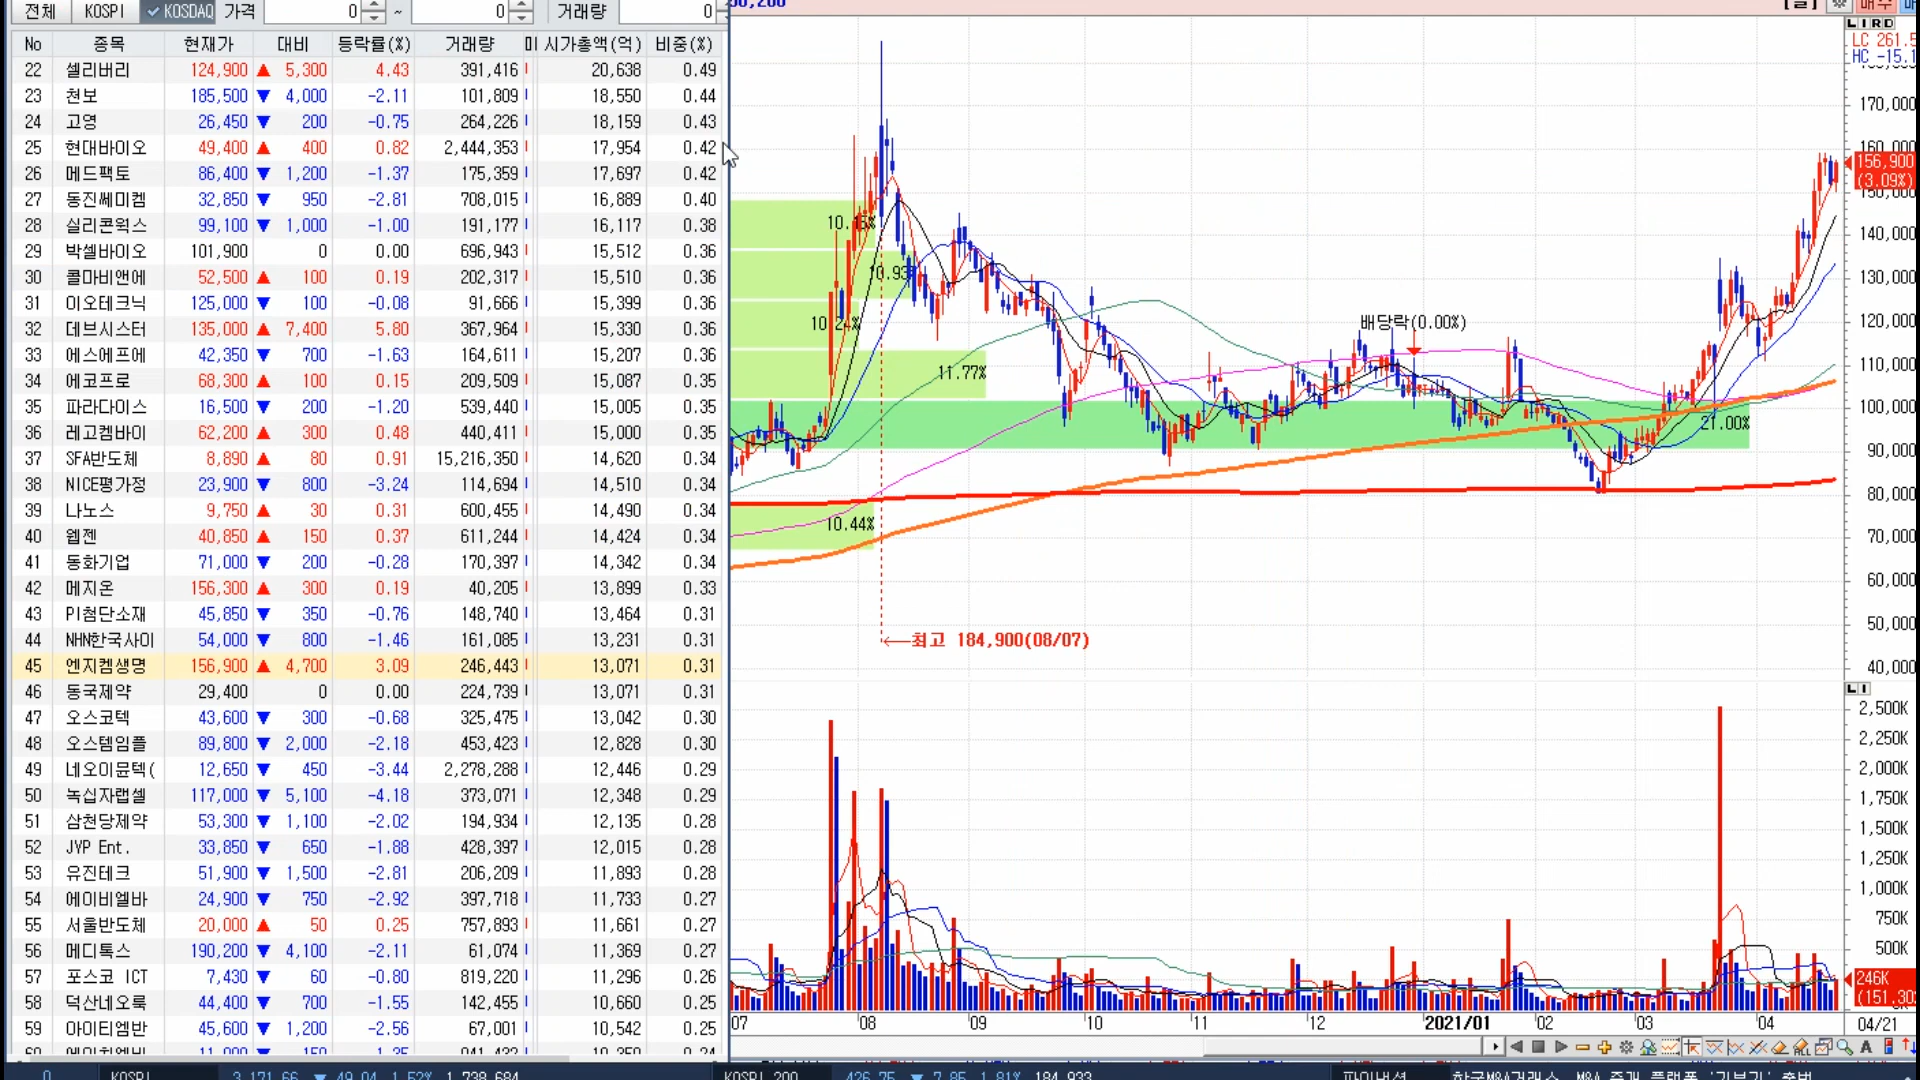 전체 KOSPI KOSDAQ 가격 0 ~ 0 거래량 0
No 종목 현재가 대비 등락률(%) 거래량 시가총액(억) 비중(%)
22 셀리버리 124,900 ▲ 5,300 4.43 391,416 20,638 0.49
23 천보 185,500 ▼ 4,000 -2.11 101,809 18,550 0.44
24 고영 26,450 ▼ 200 -0.75 264,226 18,159 0.43
25 현대바이오 49,400 ▲ 400 0.82 2,444,353 17,954 0.42
26 메드팩토 86,400 ▼ 1,200 -1.37 175,359 17,697 0.42
27 동진쎄미켐 32,850 ▼ 950 -2.81 708,015 16,889 0.40
28 실리콘웍스 99,100 ▼ 1,000 -1.00 191,177 16,117 0.38
29 박셀바이오 101,900 0 0.00 696,943 15,512 0.36
30 콜마비앤에 52,500 ▲ 100 0.19 202,317 15,510 0.36
31 이오테크닉 125,000 ▼ 100 -0.08 91,666 15,399 0.36
32 데브시스터 135,000 ▲ 7,400 5.80 367,964 15,330 0.36
33 에스에프에 42,350 ▼ 700 -1.63 164,611 15,207 0.36
34 에코프로 68,300 ▲ 100 0.15 209,509 15,087 0.35
35 파라다이스 16,500 ▼ 200 -1.20 539,440 15,005 0.35
36 레고켐바이 62,200 ▲ 300 0.48 440,411 15,000 0.35
37 SFA반도체 8,890 ▲ 80 0.91 15,216,350 14,620 0.34
38 NICE평가정 23,900 ▼ 800 -3.24 114,694 14,510 0.34
39 나노스 9,750 ▲ 30 0.31 600,455 14,490 0.34
40 웹젠 40,850 ▲ 150 0.37 611,244 14,424 0.34
41 동화기업 71,000 ▼ 200 -0.28 170,397 14,342 0.34
42 메지온 156,300 ▲ 300 0.19 40,205 13,899 0.33
43 PI첨단소재 45,850 ▼ 350 -0.76 148,740 13,464 0.31
44 NHN한국사이 54,000 ▼ 800 -1.46 161,085 13,231 0.31
45 엔지켐생명 156,900 ▲ 4,700 3.09 246,443 13,071 0.31
46 동국제약 29,400 0 0.00 224,739 13,071 0.31
47 오스코텍 43,600 ▼ 300 -0.68 325,475 13,042 0.30
48 오스템임플 89,800 ▼ 2,000 -2.18 453,423 12,828 0.30
49 네오이뮨텍( 12,650 ▼ 450 -3.44 2,278,288 12,446 0.29
50 녹십자랩셀 117,000 ▼ 5,100 -4.18 373,071 12,348 0.29
51 삼천당제약 53,300 ▼ 1,100 -2.02 194,934 12,135 0.28
52 JYP Ent. 33,850 ▼ 650 -1.88 428,397 12,015 0.28
53 유진테크 51,900 ▼ 1,500 -2.81 206,209 11,893 0.28
54 에이비엘바 24,900 ▼ 750 -2.92 397,718 11,733 0.27
55 서울반도체 20,000 ▲ 50 0.25 757,893 11,661 0.27
56 메디톡스 190,200 ▼ 4,100 -2.11 61,074 11,369 0.27
57 포스코 ICT 7,430 ▼ 60 -0.80 819,220 11,296 0.26
58 덕산네오룩 44,400 ▼ 700 -1.55 142,455 10,660 0.25
59 아이티엠반 45,600 ▼ 1,200 -2.56 67,001 10,542 0.25
KOSPI 3,171.66 ▼ 49.04 1.52% 1,738,684
KOSPI 200 426.75 ▼ 7.85 1.81% 184,933
L I R D
LC 261.5
HC -15.1
170,000
160,000
156,900
(3.09%)
150,000
140,000
130,000
120,000
110,000
100,000
90,000
80,000
70,000
60,000
50,000
40,000
10.15%
10.93
10.24%
11.77%
21.00%
10.44%
배당락(0.00%)
←최고 184,900(08/07)
L I
2,500K
2,250K
2,000K
1,750K
1,500K
1,250K
1,000K
750K
500K
246K
(151.30
07 08 09 10 11 12 2021/01 02 03 04 04/21